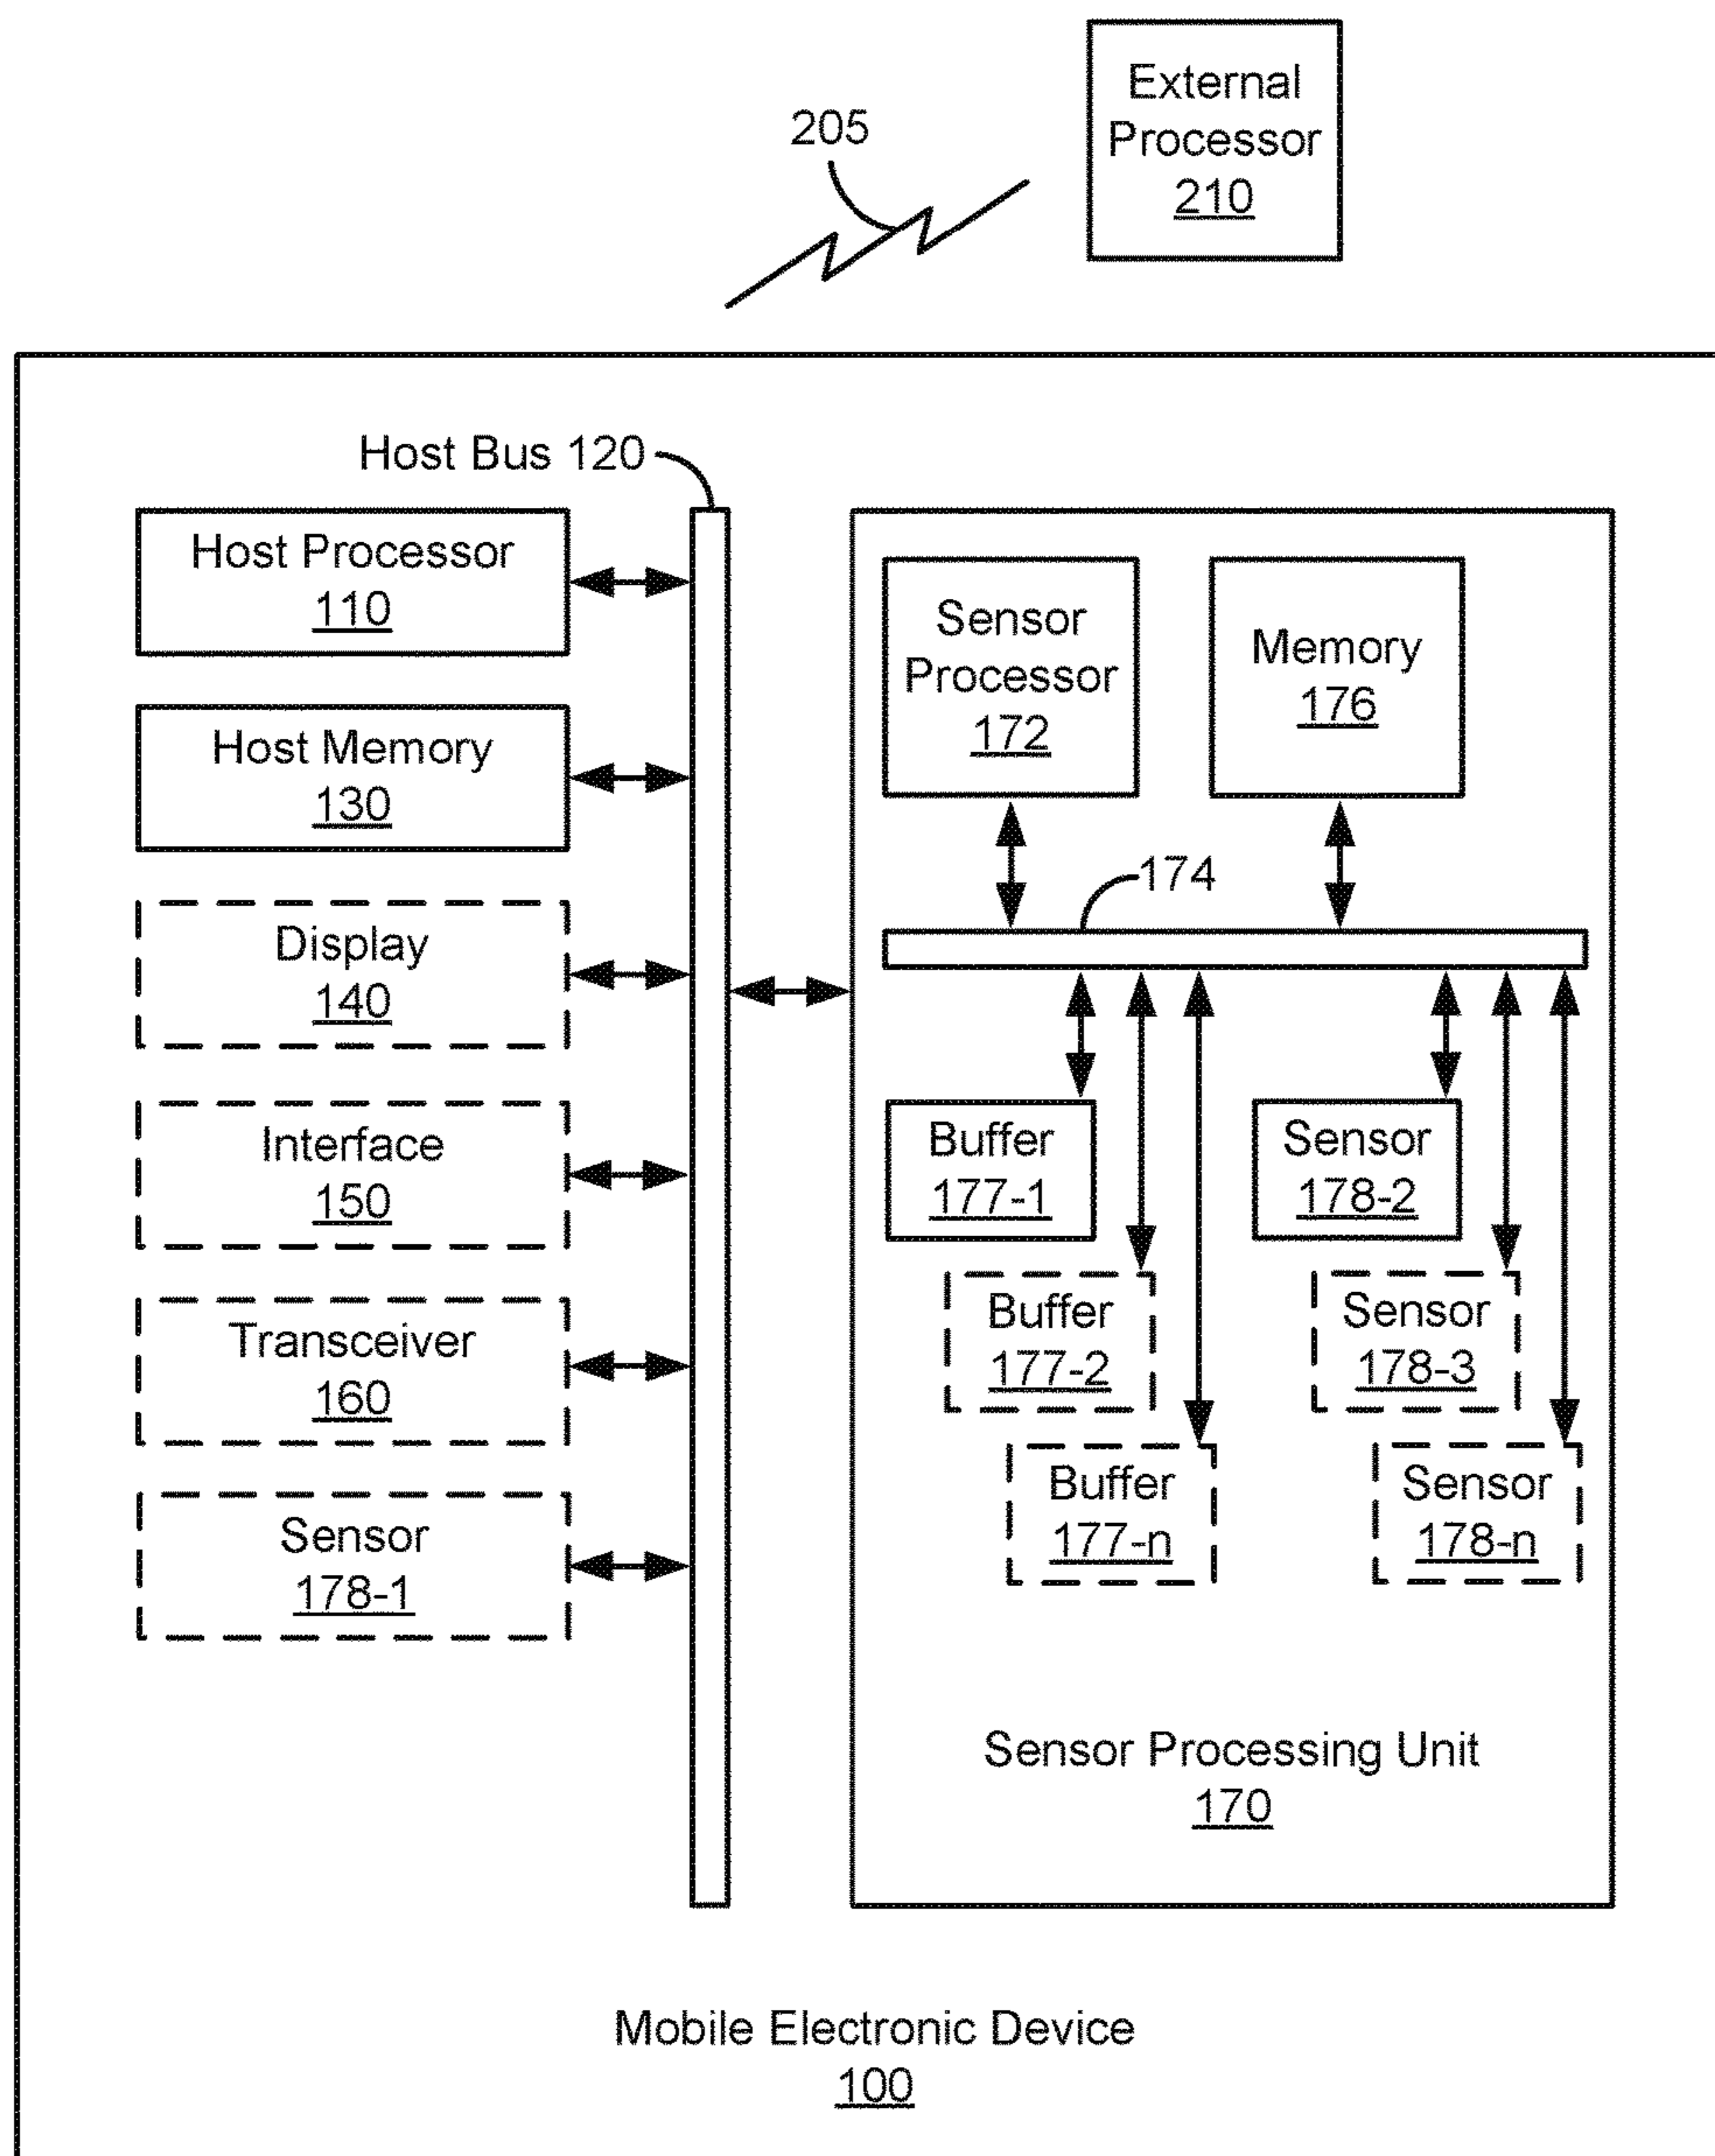 External
Processor
210
205
Host Bus 120
Host Processor
110
Host Memory
130
Display
140
Interface
150
Transceiver
160
Sensor
178-1
Sensor
Processor
172
Memory
176
174
Buffer
177-1
Sensor
178-2
Buffer
177-2
Sensor
178-3
Buffer
177-n
Sensor
178-n
Sensor Processing Unit
170
Mobile Electronic Device
100